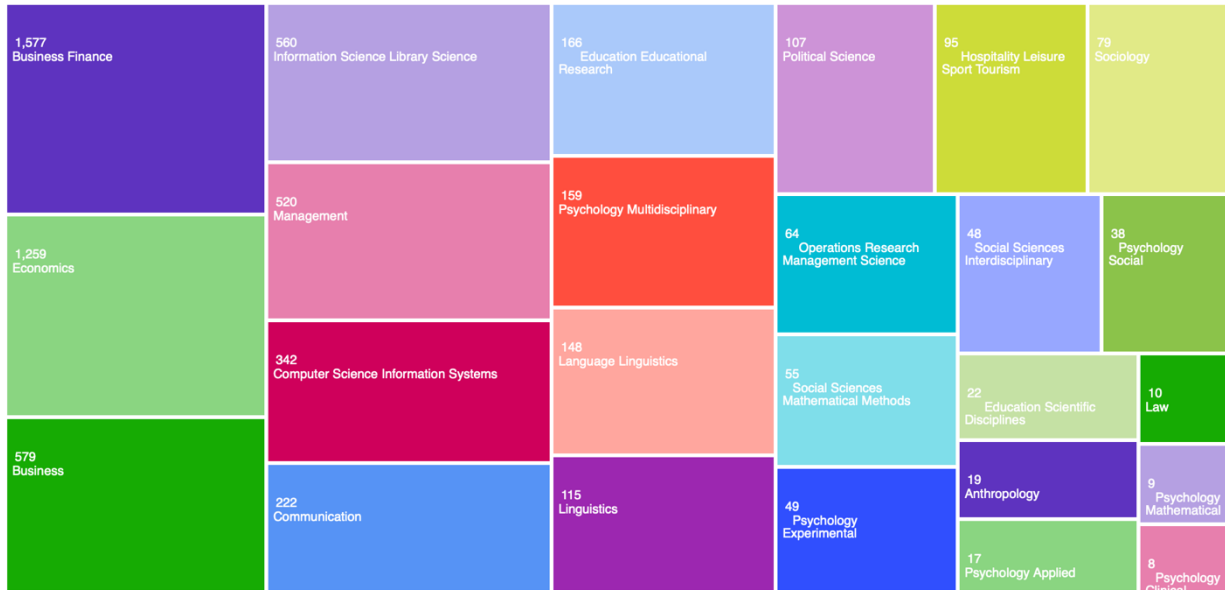 1,577
Business Finance
1,259
Economics
579
Business
560
Information Science Library Science
520
Management
342
Computer Science Information Systems
222
Communication
166
Education Educational
Research
159
Psychology Multidisciplinary
148
Language Linguistics
115
Linguistics
107
Political Science
95
Hospitality Leisure
Sport Tourism
79
Sociology
64
Operations Research
Management Science
55
Social Sciences
Mathematical Methods
49
Psychology
Experimental
48
Social Sciences
Interdisciplinary
38
Psychology
Social
22
Education Scientific
Disciplines
19
Anthropology
17
Psychology Applied
10
Law
9
Psychology
Mathematical
8
Psychology
Clinical